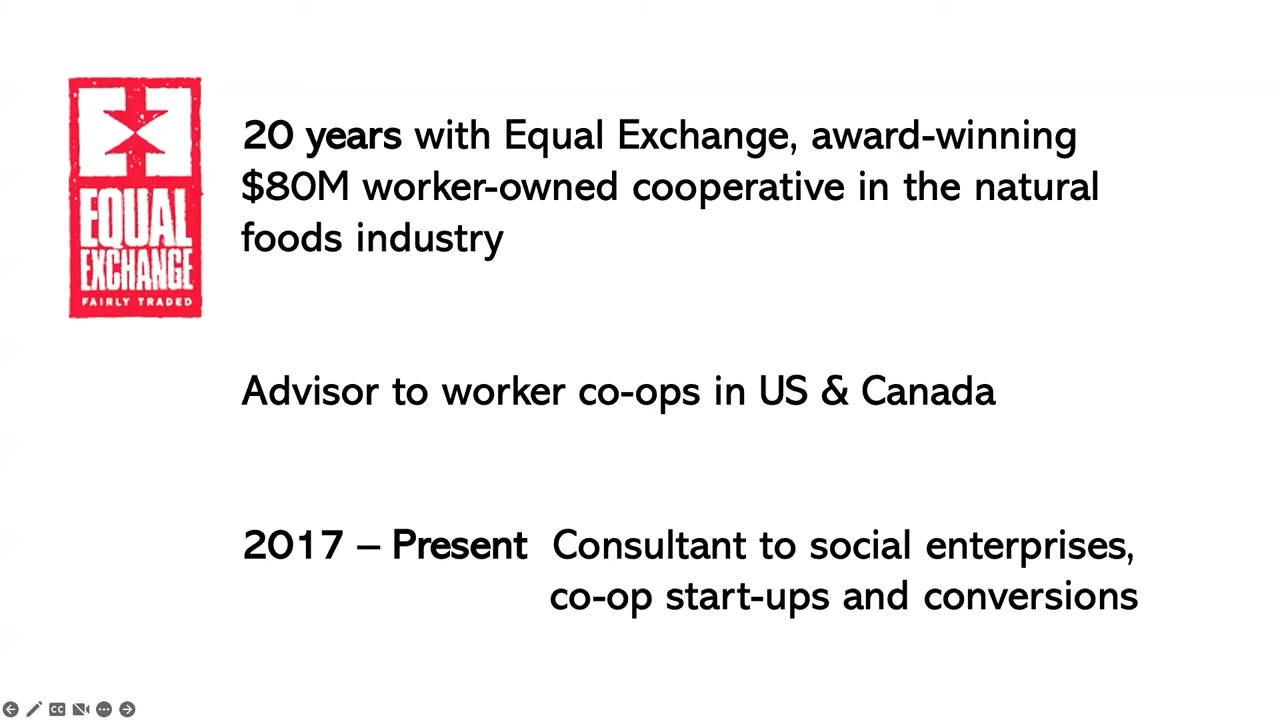 EQUAL
EXCHANGE
FAIRLY TRADED
20 years with Equal Exchange, award-winning
$80M worker-owned cooperative in the natural
foods industry
Advisor to worker co-ops in US & Canada
2017 – Present Consultant to social enterprises,
co-op start-ups and conversions
CC